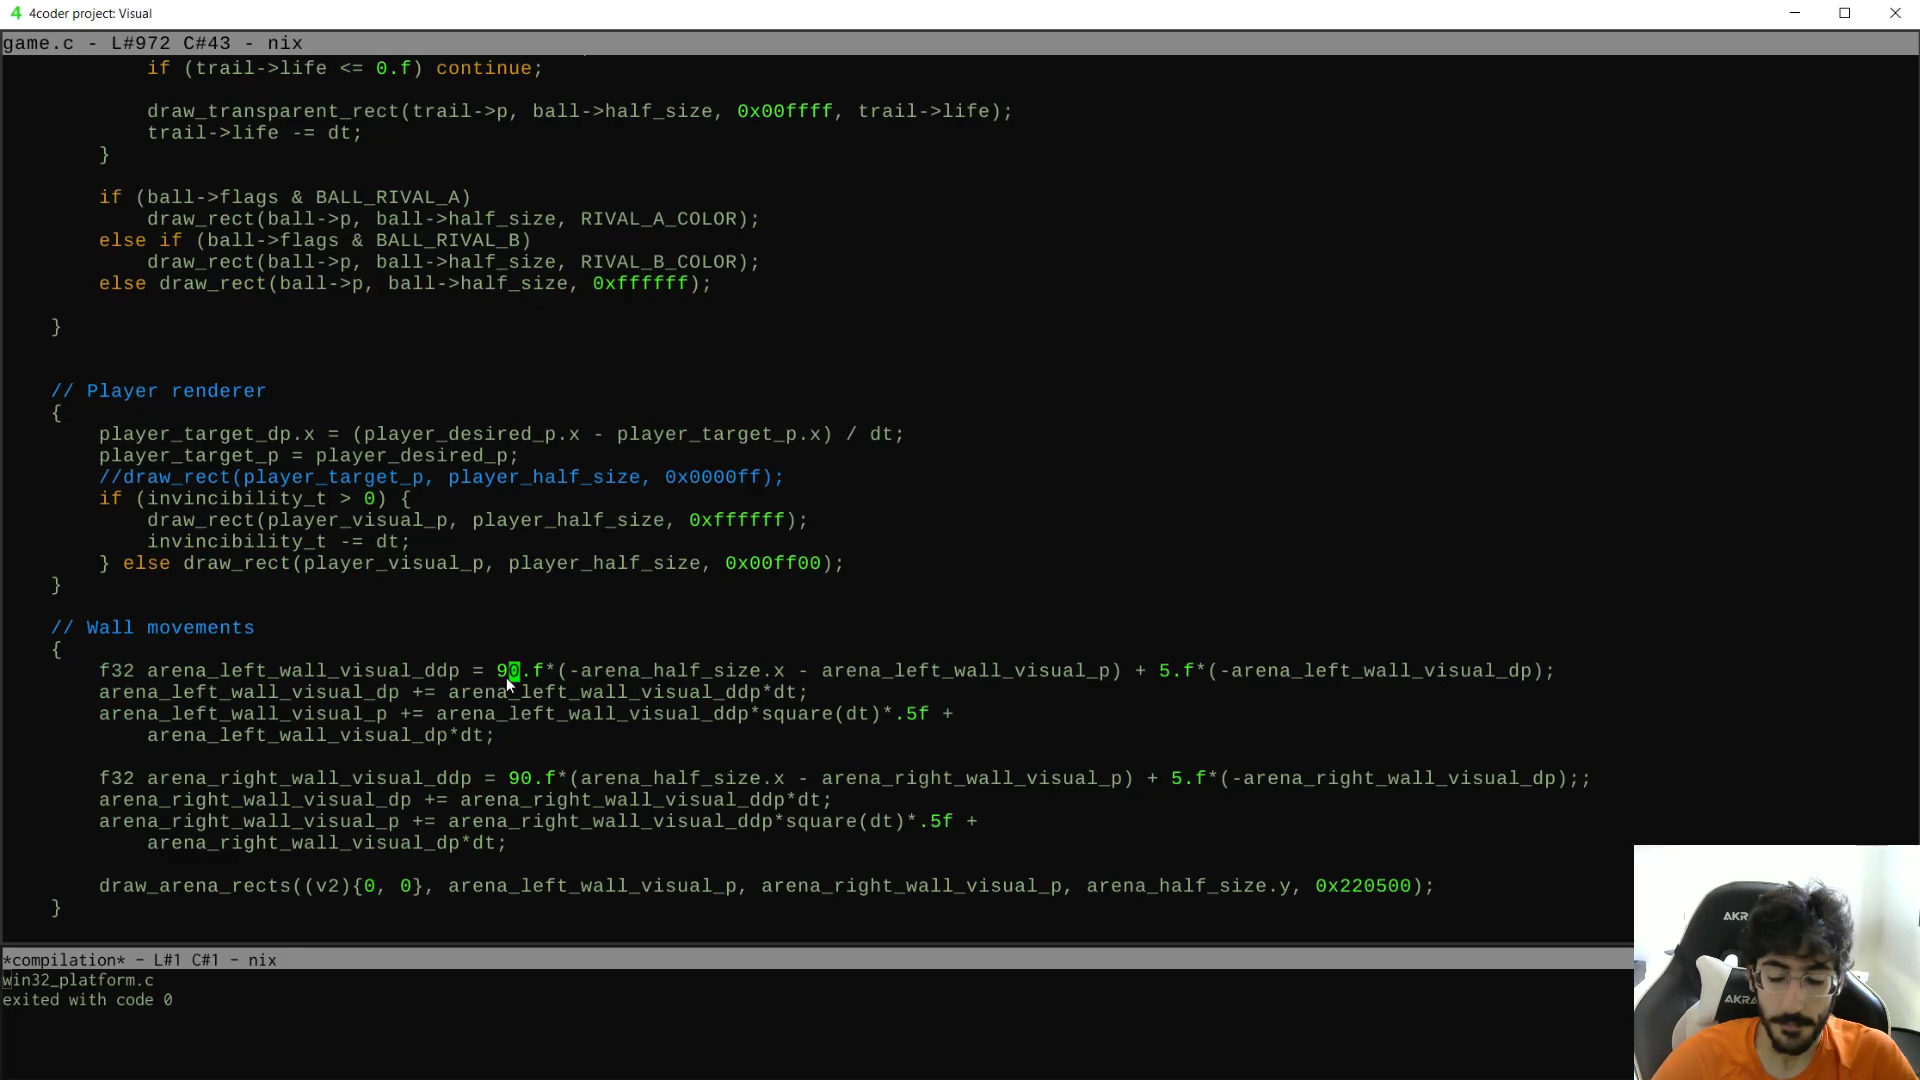 4 4coder project: Visual
game.c - L#972 C#43 - nix
if (trail->life <= 0.f) continue;
draw_transparent_rect(trail->p, ball->half_size, 0x00ffff, trail->life);
trail->life -= dt;
}
if (ball->flags & BALL_RIVAL_A)
draw_rect(ball->p, ball->half_size, RIVAL_A_COLOR);
else if (ball->flags & BALL_RIVAL_B)
draw_rect(ball->p, ball->half_size, RIVAL_B_COLOR);
else draw_rect(ball->p, ball->half_size, 0xffffff);
}
// Player renderer
{
player_target_dp.x = (player_desired_p.x - player_target_p.x) / dt;
player_target_p = player_desired_p;
//draw_rect(player_target_p, player_half_size, 0x0000ff);
if (invincibility_t > 0) {
draw_rect(player_visual_p, player_half_size, 0xffffff);
invincibility_t -= dt;
} else draw_rect(player_visual_p, player_half_size, 0x00ff00);
}
// Wall movements
{
f32 arena_left_wall_visual_ddp = 90.f*(-arena_half_size.x - arena_left_wall_visual_p) + 5.f*(-arena_left_wall_visual_dp);
arena_left_wall_visual_dp += arena_left_wall_visual_ddp*dt;
arena_left_wall_visual_p += arena_left_wall_visual_ddp*square(dt)*.5f +
arena_left_wall_visual_dp*dt;
f32 arena_right_wall_visual_ddp = 90.f*(arena_half_size.x - arena_right_wall_visual_p) + 5.f*(-arena_right_wall_visual_dp);;
arena_right_wall_visual_dp += arena_right_wall_visual_ddp*dt;
arena_right_wall_visual_p += arena_right_wall_visual_ddp*square(dt)*.5f +
arena_right_wall_visual_dp*dt;
draw_arena_rects((v2){0, 0}, arena_left_wall_visual_p, arena_right_wall_visual_p, arena_half_size.y, 0x220500);
}
*compilation* - L#1 C#1 - nix
win32_platform.c
exited with code 0
AKR
AKRA